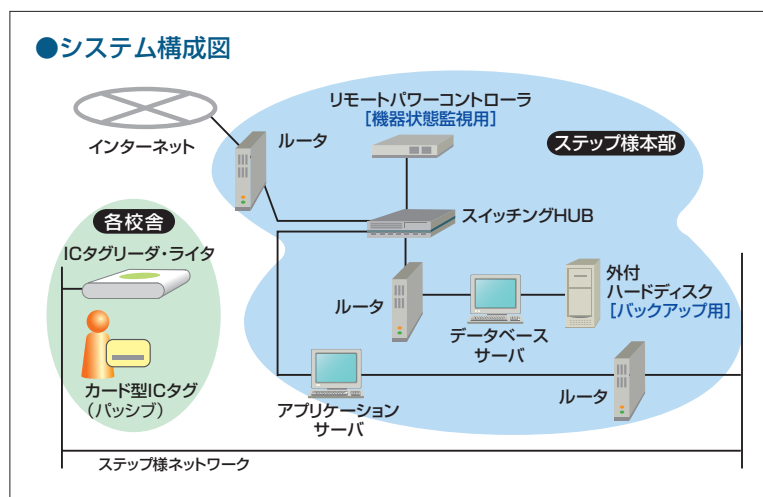 ●システム構成図
リモートパワーコントローラ
[機器状態監視用]
インターネット
ルータ
ステップ様本部
各校舎
スイッチングHUB
ICタグリーダ・ライタ
外付
ハードディスク
[バックアップ用]
ルータ
データベース
サーバ
カード型ICタグ
(パッシブ)
アプリケーション
サーバ
ルータ
ステップ様ネットワーク